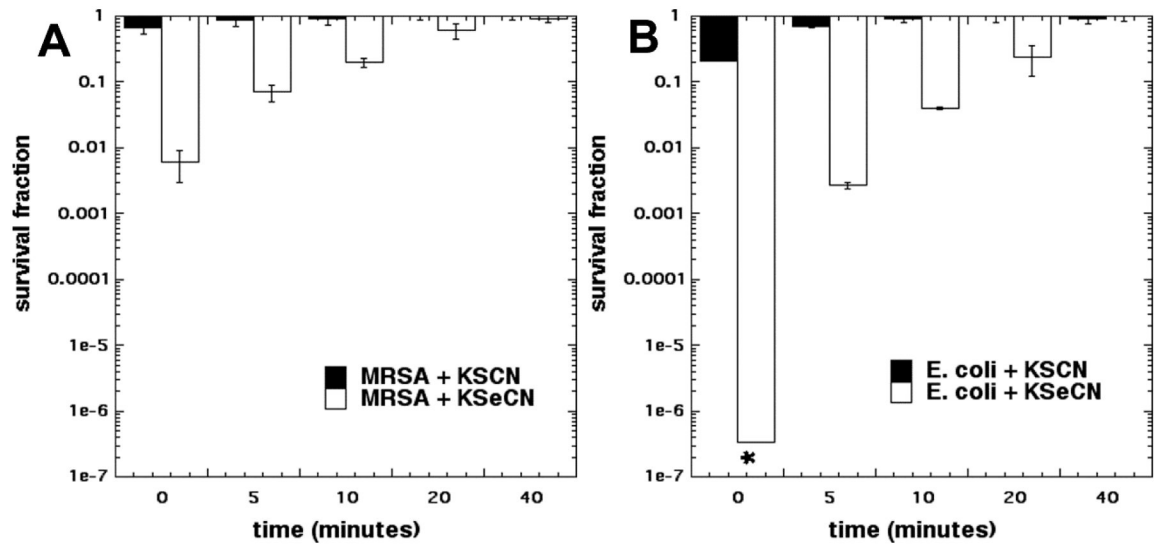 A
survival fraction
1
0.1
0.01
0.001
0.0001
1e-5
1e-6
1e-7
MRSA + KSCN
MRSA + KSeCN
0 5 10 20 40
time (minutes)
B
survival fraction
1
0.1
0.01
0.001
0.0001
1e-5
1e-6
1e-7
*
E. coli + KSCN
E. coli + KSeCN
0 5 10 20 40
time (minutes)